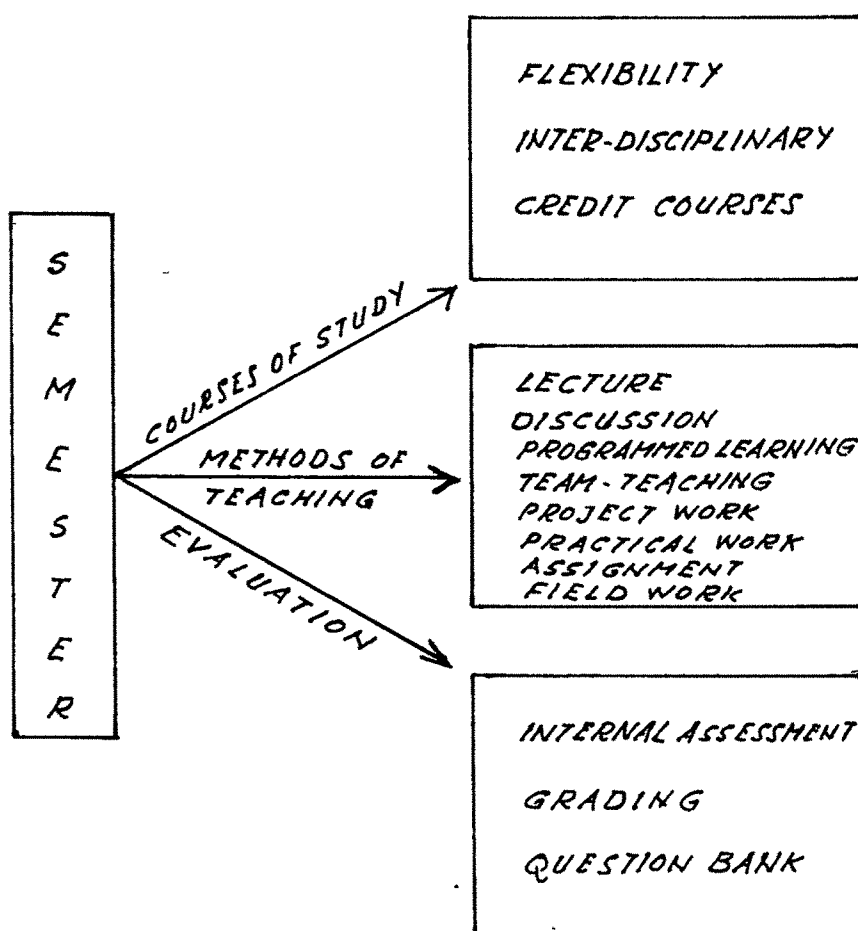 SEMESTER
COURSES OF STUDY
METHODS OF
TEACHING
EVALUATION
FLEXIBILITY
INTER-DISCIPLINARY
CREDIT COURSES
LECTURE
DISCUSSION
PROGRAMMED LEARNING
TEAM-TEACHING
PROJECT WORK
PRACTICAL WORK
ASSIGNMENT
FIELD WORK
INTERNAL ASSESSMENT
GRADING
QUESTION BANK